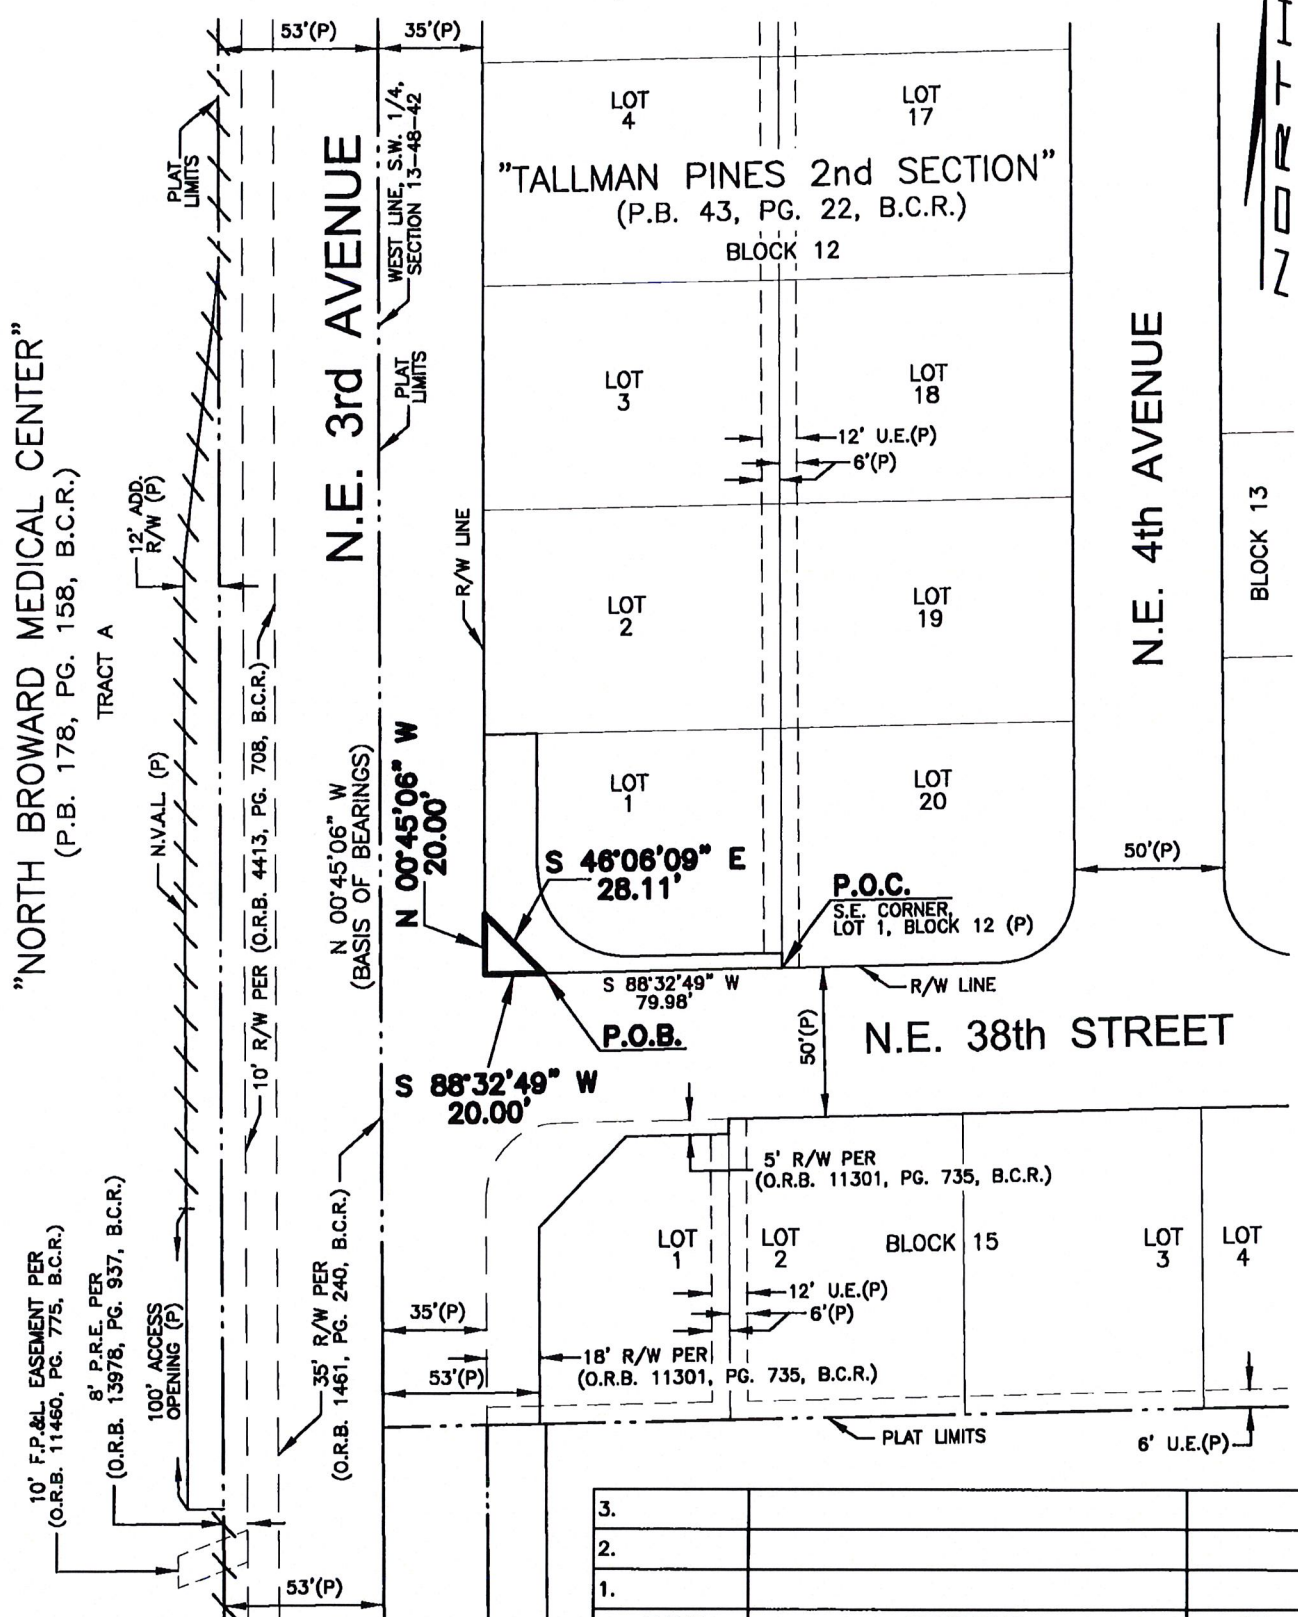 53'(P)
35'(P)
NORTH
PLAT
LIMITS
WEST LINE, S.W. 1/4,
SECTION 13-48-42
LOT
4
LOT
17
"TALLMAN PINES 2nd SECTION"
(P.B. 43, PG. 22, B.C.R.)
BLOCK 12
N.E. 3rd AVENUE
PLAT
LIMITS
LOT
3
LOT
18
12' U.E.(P)
6'(P)
N.E. 4th AVENUE
BLOCK 13
"NORTH BROWARD MEDICAL CENTER"
(P.B. 178, PG. 158, B.C.R.)
TRACT A
12' ADD.
R/W (P)
R/W LINE
LOT
2
LOT
19
N.V.A.L. (P)
10' R/W PER (O.R.B. 4413, PG. 708, B.C.R.)
N 00°45'06" W
(BASIS OF BEARINGS)
N 00°45'06" W
20.00'
LOT
1
LOT
20
S 46°06'09" E
28.11'
50'(P)
P.O.C.
S.E. CORNER,
LOT 1, BLOCK 12 (P)
S 88°32'49" W
79.98'
R/W LINE
P.O.B.
50'(P)
N.E. 38th STREET
S 88°32'49" W
20.00'
5' R/W PER
(O.R.B. 11301, PG. 735, B.C.R.)
LOT
1
LOT
2
BLOCK 15
LOT
3
LOT
4
12' U.E.(P)
6'(P)
10' F.P.&L. EASEMENT PER
(O.R.B. 11460, PG. 775, B.C.R.)
8' P.R.E. PER
(O.R.B. 13978, PG. 937, B.C.R.)
100' ACCESS
OPENING (P)
35' R/W PER
(O.R.B. 1461, PG. 240, B.C.R.)
35'(P)
53'(P)
18' R/W PER
(O.R.B. 11301, PG. 735, B.C.R.)
PLAT LIMITS
6' U.E.(P)
53'(P)
3.
2.
1.